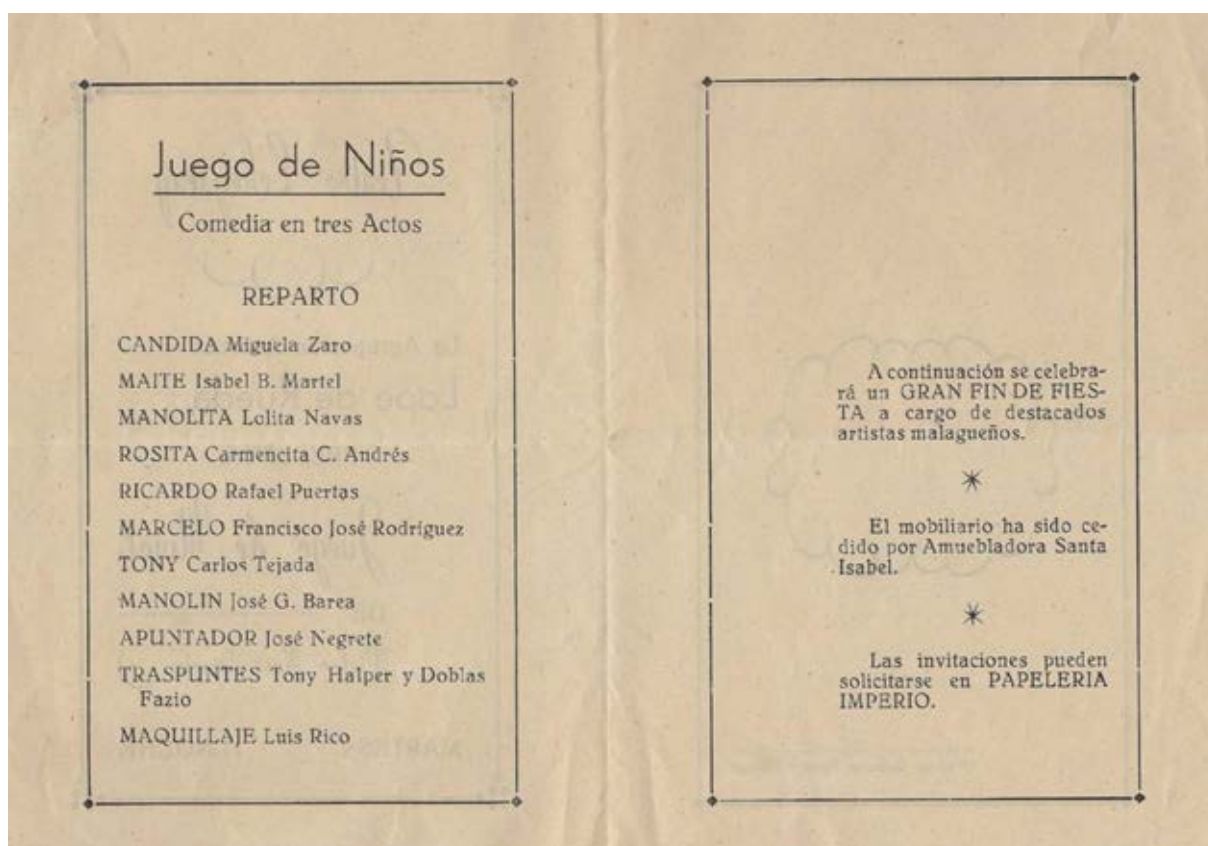 Juego de Niños
Comedia en tres Actos
REPARTO
CANDIDA Miguela Zaro
MAITE Isabel B. Martel
MANOLITA Lolita Navas
ROSITA Carmencita C. Andrés
RICARDO Rafael Puertas
MARCELO Francisco José Rodríguez
TONY Carlos Tejada
MANOLIN José G. Barea
APUNTADOR José Negrete
TRASPUNTES Tony Halper y Doblas
Fazio
MAQUILLAJE Luis Rico
A continuación se celebra-
rá un GRAN FIN DE FIES-
TA a cargo de destacados
artistas malagueños.
El mobiliario ha sido ce-
dido por Amuebladora Santa
Isabel.
Las invitaciones pueden
solicitarse en PAPELERIA
IMPERIO.